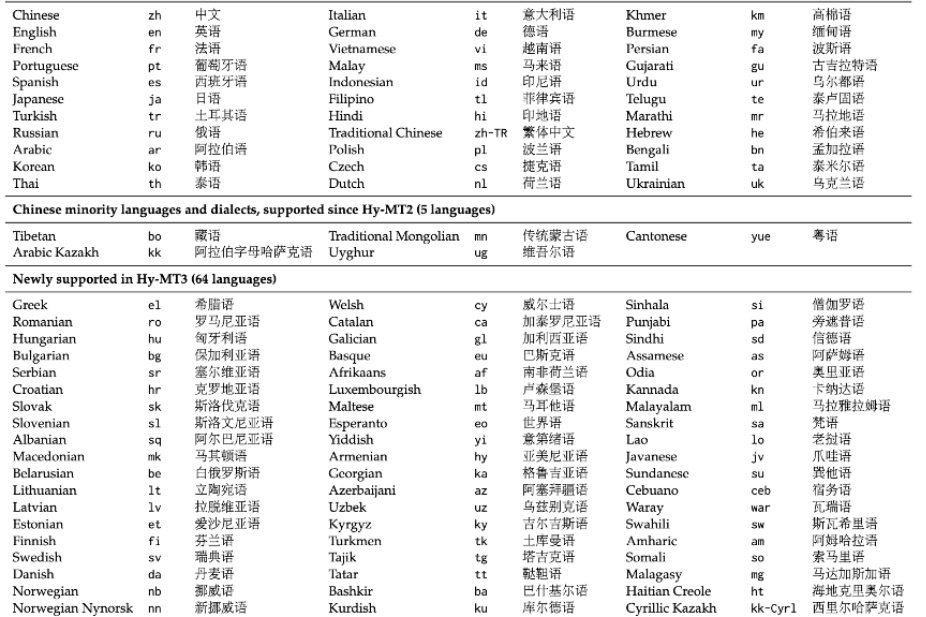 Chinese zh 中文 Italian it 意大利语 Khmer km 高棉语
English en 英语 German de 德语 Burmese my 缅甸语
French fr 法语 Vietnamese vi 越南语 Persian fa 波斯语
Portuguese pt 葡萄牙语 Malay ms 马来语 Gujarati gu 古吉拉特语
Spanish es 西班牙语 Indonesian id 印尼语 Urdu ur 乌尔都语
Japanese ja 日语 Filipino tl 菲律宾语 Telugu te 泰卢固语
Turkish tr 土耳其语 Hindi hi 印地语 Marathi mr 马拉地语
Russian ru 俄语 Traditional Chinese zh-TR 繁体中文 Hebrew he 希伯来语
Arabic ar 阿拉伯语 Polish pl 波兰语 Bengali bn 孟加拉语
Korean ko 韩语 Czech cs 捷克语 Tamil ta 泰米尔语
Thai th 泰语 Dutch nl 荷兰语 Ukrainian uk 乌克兰语
Chinese minority languages and dialects, supported since Hy-MT2 (5 languages)
Tibetan bo 藏语 Traditional Mongolian mn 传统蒙古语 Cantonese yue 粤语
Arabic Kazakh kk 阿拉伯字母哈萨克语 Uyghur ug 维吾尔语
Newly supported in Hy-MT3 (64 languages)
Greek el 希腊语 Welsh cy 威尔士语 Sinhala si 僧伽罗语
Romanian ro 罗马尼亚语 Catalan ca 加泰罗尼亚语 Punjabi pa 旁遮普语
Hungarian hu 匈牙利语 Galician gl 加利西亚语 Sindhi sd 信德语
Bulgarian bg 保加利亚语 Basque eu 巴斯克语 Assamese as 阿萨姆语
Serbian sr 塞尔维亚语 Afrikaans af 南非荷兰语 Odia or 奥里亚语
Croatian hr 克罗地亚语 Luxembourgish lb 卢森堡语 Kannada kn 卡纳达语
Slovak sk 斯洛伐克语 Maltese mt 马耳他语 Malayalam ml 马拉雅拉姆语
Slovenian sl 斯洛文尼亚语 Esperanto eo 世界语 Sanskrit sa 梵语
Albanian sq 阿尔巴尼亚语 Yiddish yi 意第绪语 Lao lo 老挝语
Macedonian mk 马其顿语 Armenian hy 亚美尼亚语 Javanese jv 爪哇语
Belarusian be 白俄罗斯语 Georgian ka 格鲁吉亚语 Sundanese su 巽他语
Lithuanian lt 立陶宛语 Azerbaijani az 阿塞拜疆语 Cebuano ceb 宿务语
Latvian lv 拉脱维亚语 Uzbek uz 乌兹别克语 Waray war 瓦瑞语
Estonian et 爱沙尼亚语 Kyrgyz ky 吉尔吉斯语 Swahili sw 斯瓦希里语
Finnish fi 芬兰语 Turkmen tk 土库曼语 Amharic am 阿姆哈拉语
Swedish sv 瑞典语 Tajik tg 塔吉克语 Somali so 索马里语
Danish da 丹麦语 Tatar tt 鞑靼语 Malagasy mg 马达加斯加语
Norwegian nb 挪威语 Bashkir ba 巴什基尔语 Haitian Creole ht 海地克里奥尔语
Norwegian Nynorsk nn 新挪威语 Kurdish ku 库尔德语 Cyrillic Kazakh kk-Cyrl 西里尔哈萨克语